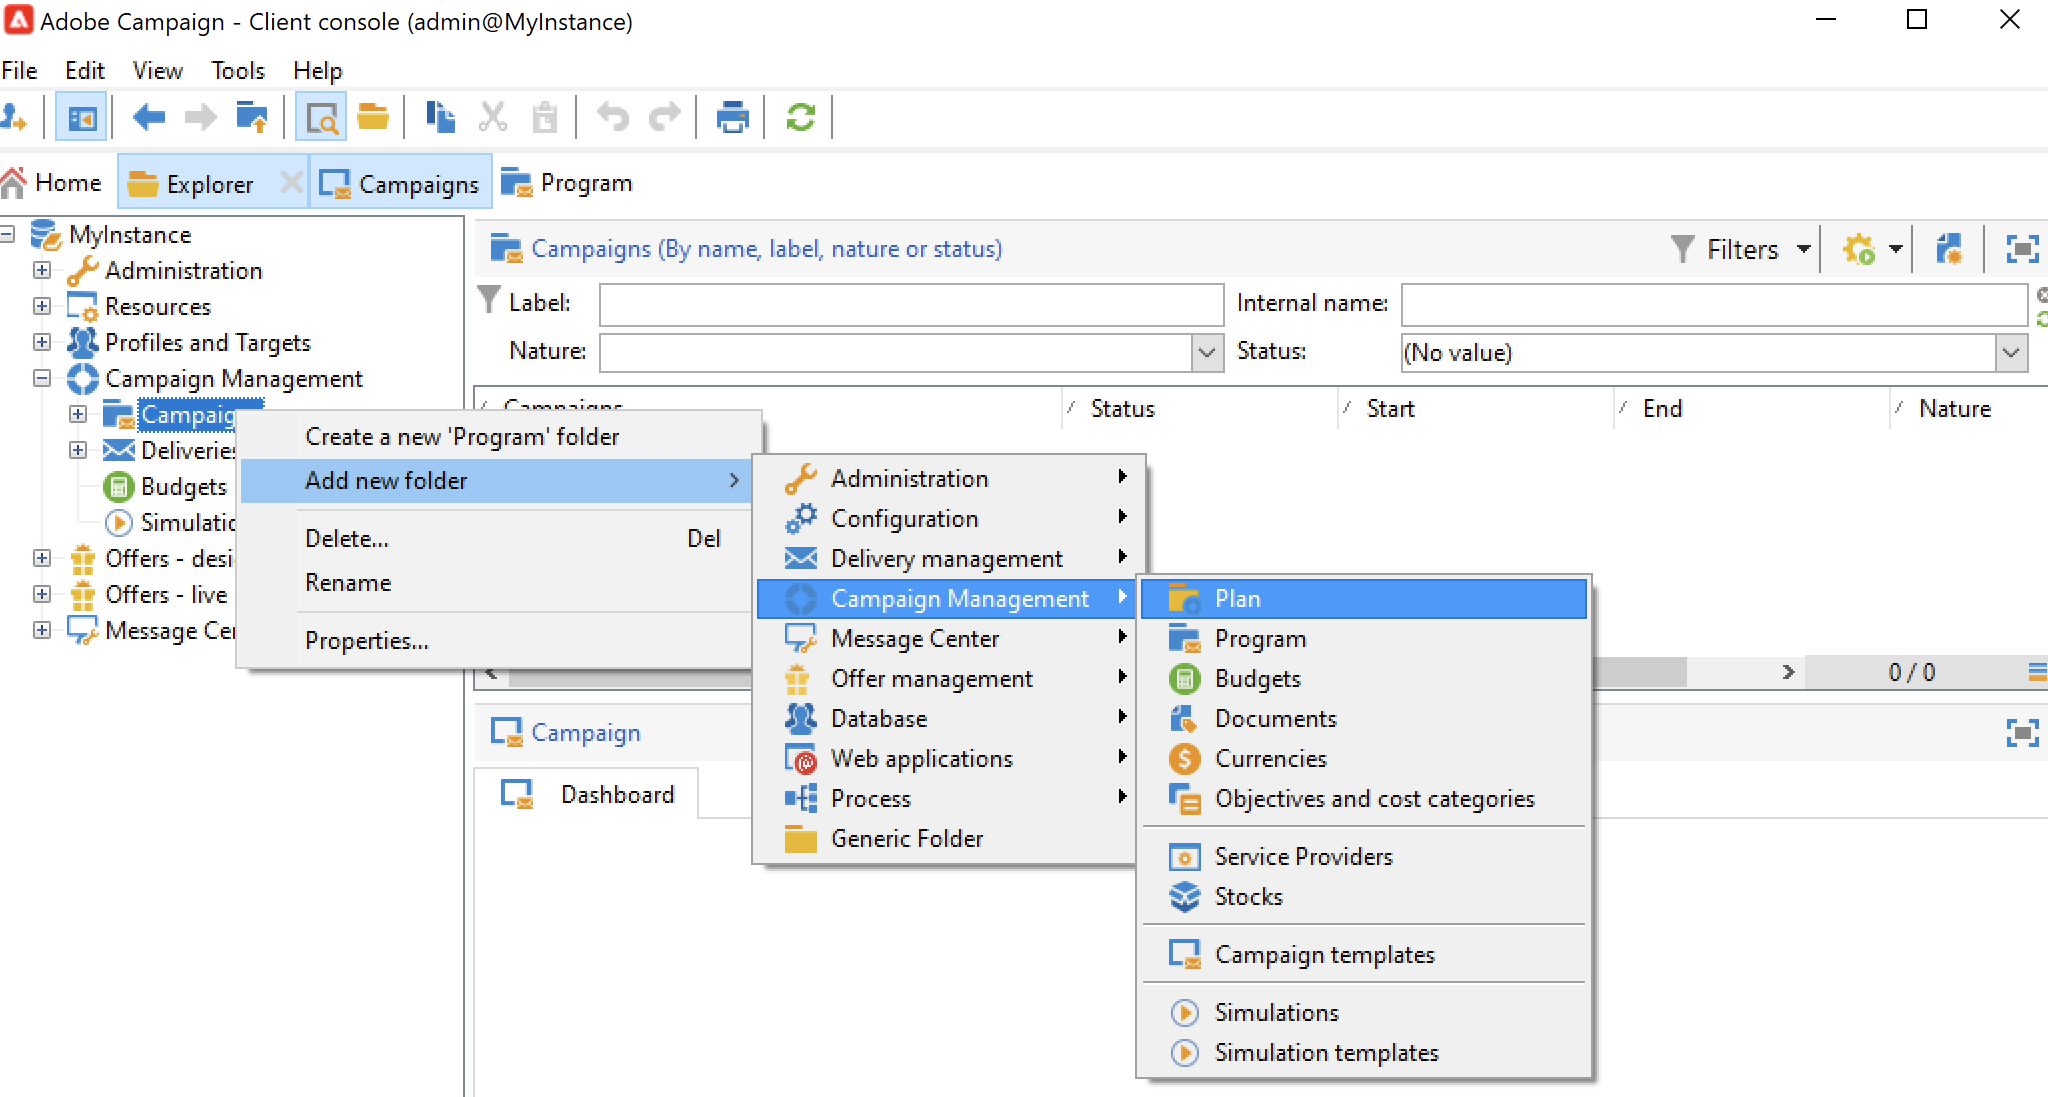 Adobe Campaign - Client console (admin@MyInstance)
File Edit View Tools Help
Home Explorer Campaigns Program
MyInstance
Administration
Resources
Profiles and Targets
Campaign Management
Campaig
Deliveries
Budgets
Simulatio
Offers - desi
Offers - live
Message Cen
Campaigns (By name, label, nature or status)
Filters
Label:
Internal name:
Nature:
Status: (No value)
Campaigns Status Start End Nature
0 / 0
Campaign
Dashboard
Create a new 'Program' folder
Add new folder
Delete... Del
Rename
Properties...
Administration
Configuration
Delivery management
Campaign Management
Message Center
Offer management
Database
Web applications
Process
Generic Folder
Plan
Program
Budgets
Documents
Currencies
Objectives and cost categories
Service Providers
Stocks
Campaign templates
Simulations
Simulation templates